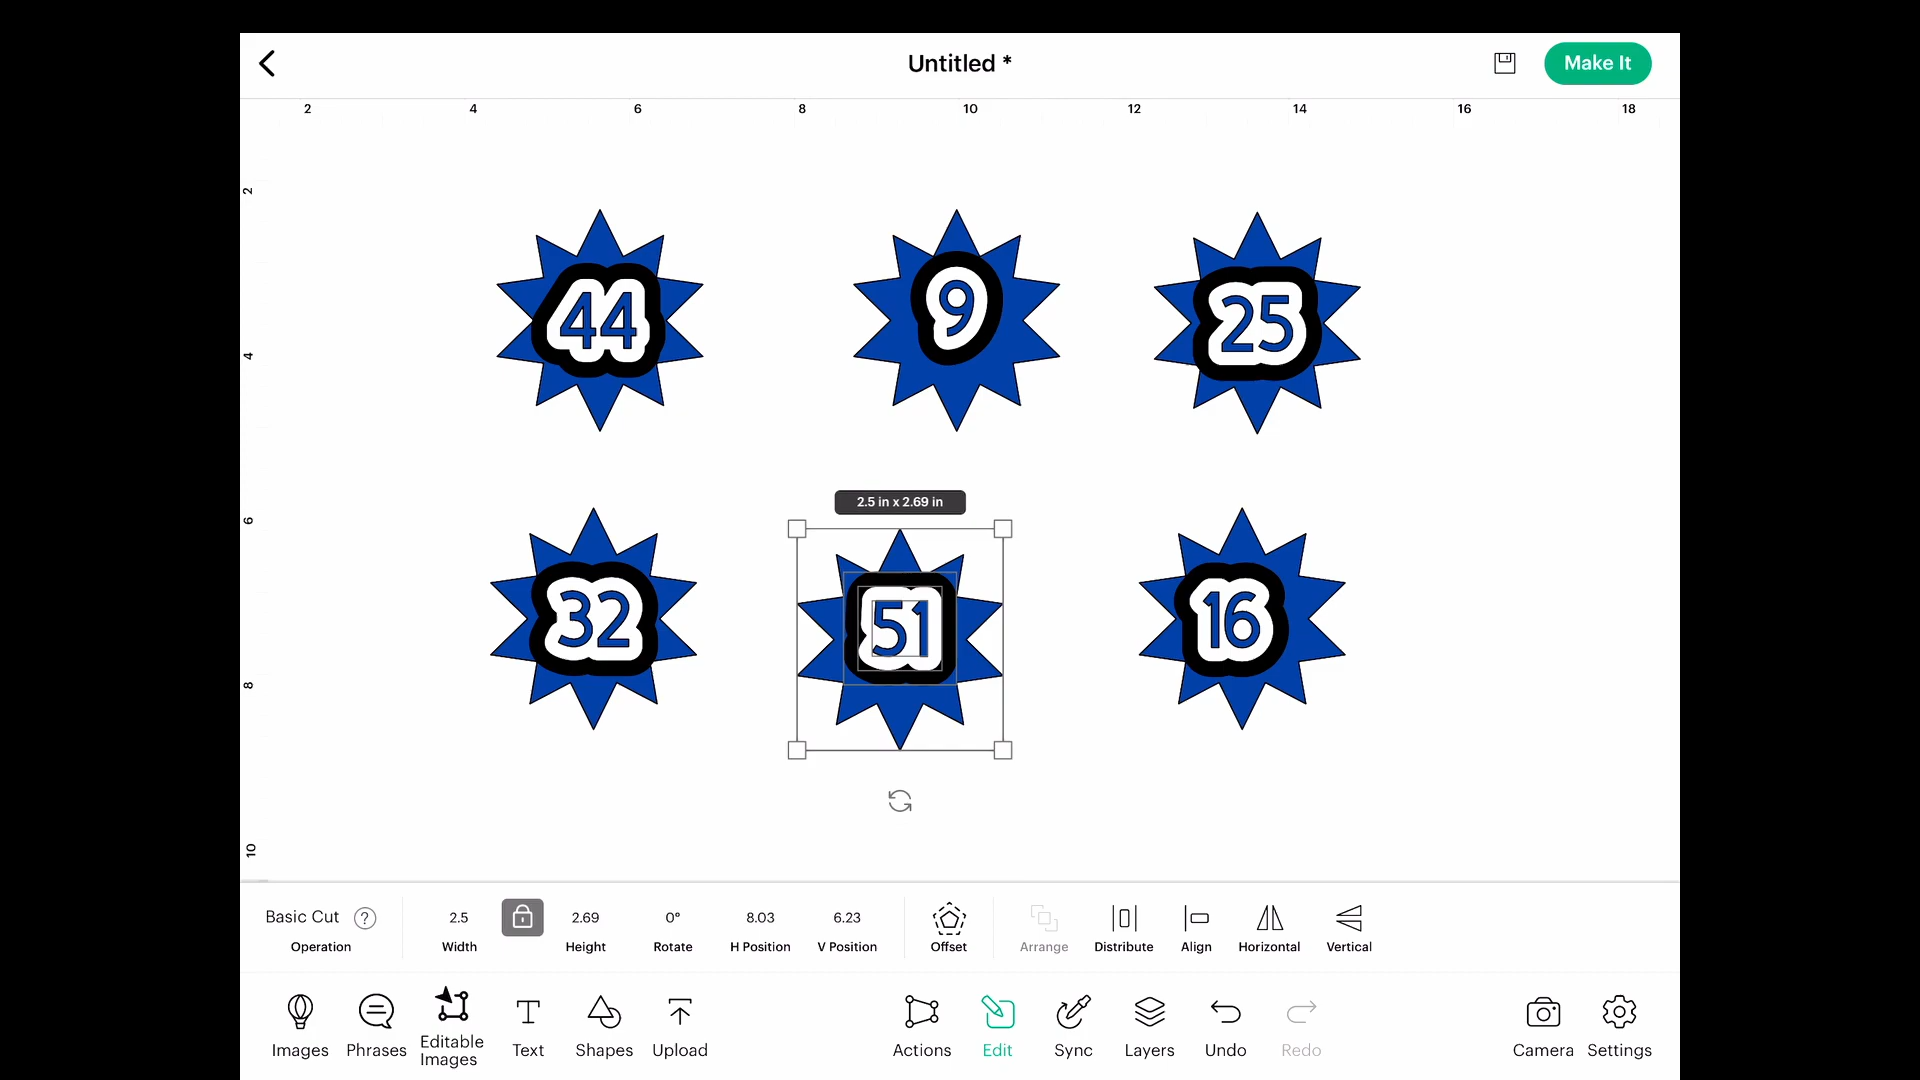 Untitled *
Make It
2 4 6 8 10 12 14 16 18
2
4
6
8
10
44 9 25
2.5 in x 2.69 in
32 51 16
Basic Cut ? 2.5 2.69 0° 8.03 6.23
Operation Width Height Rotate H Position V Position Offset Arrange Distribute Align Horizontal Vertical
Images Phrases Editable Images Text Shapes Upload Actions Edit Sync Layers Undo Redo Camera Settings